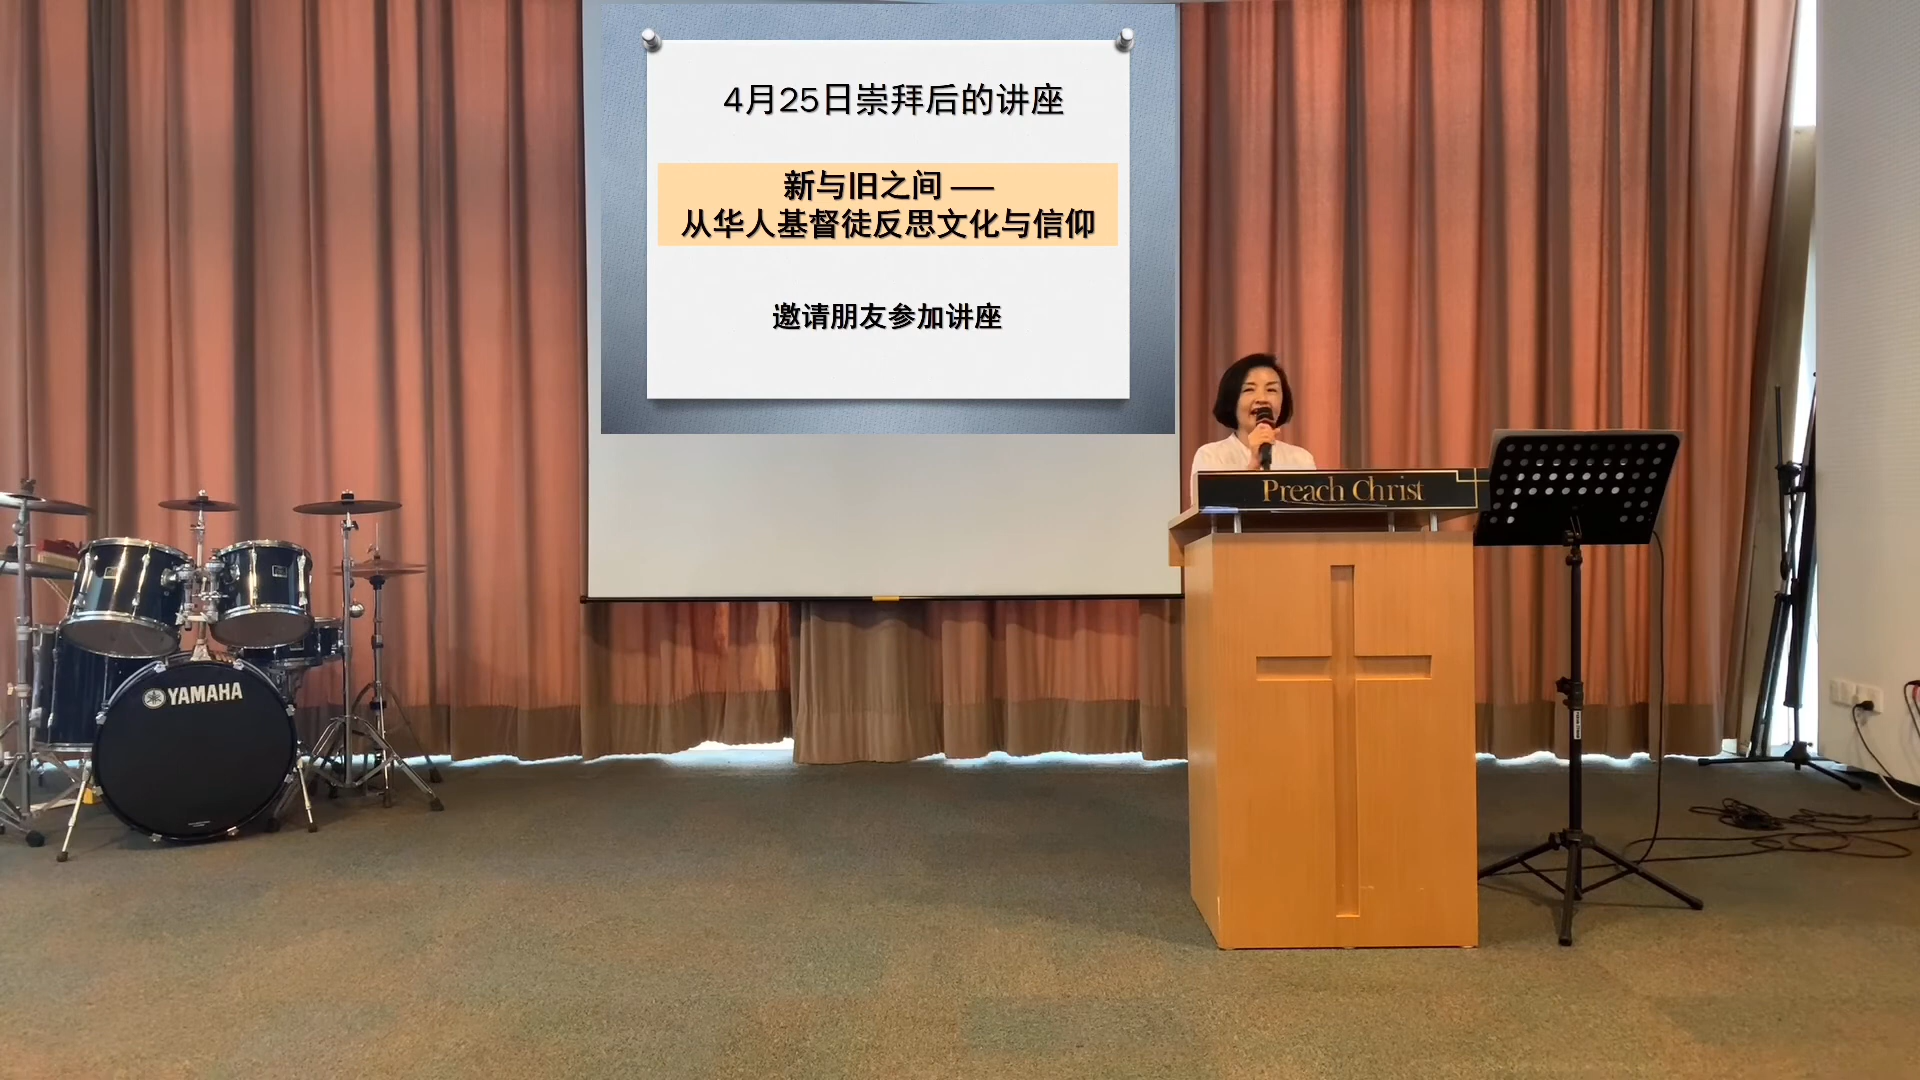 4月25日崇拜后的讲座
新与旧之间 ——
从华人基督徒反思文化与信仰
邀请朋友参加讲座
Preach Christ
YAMAHA